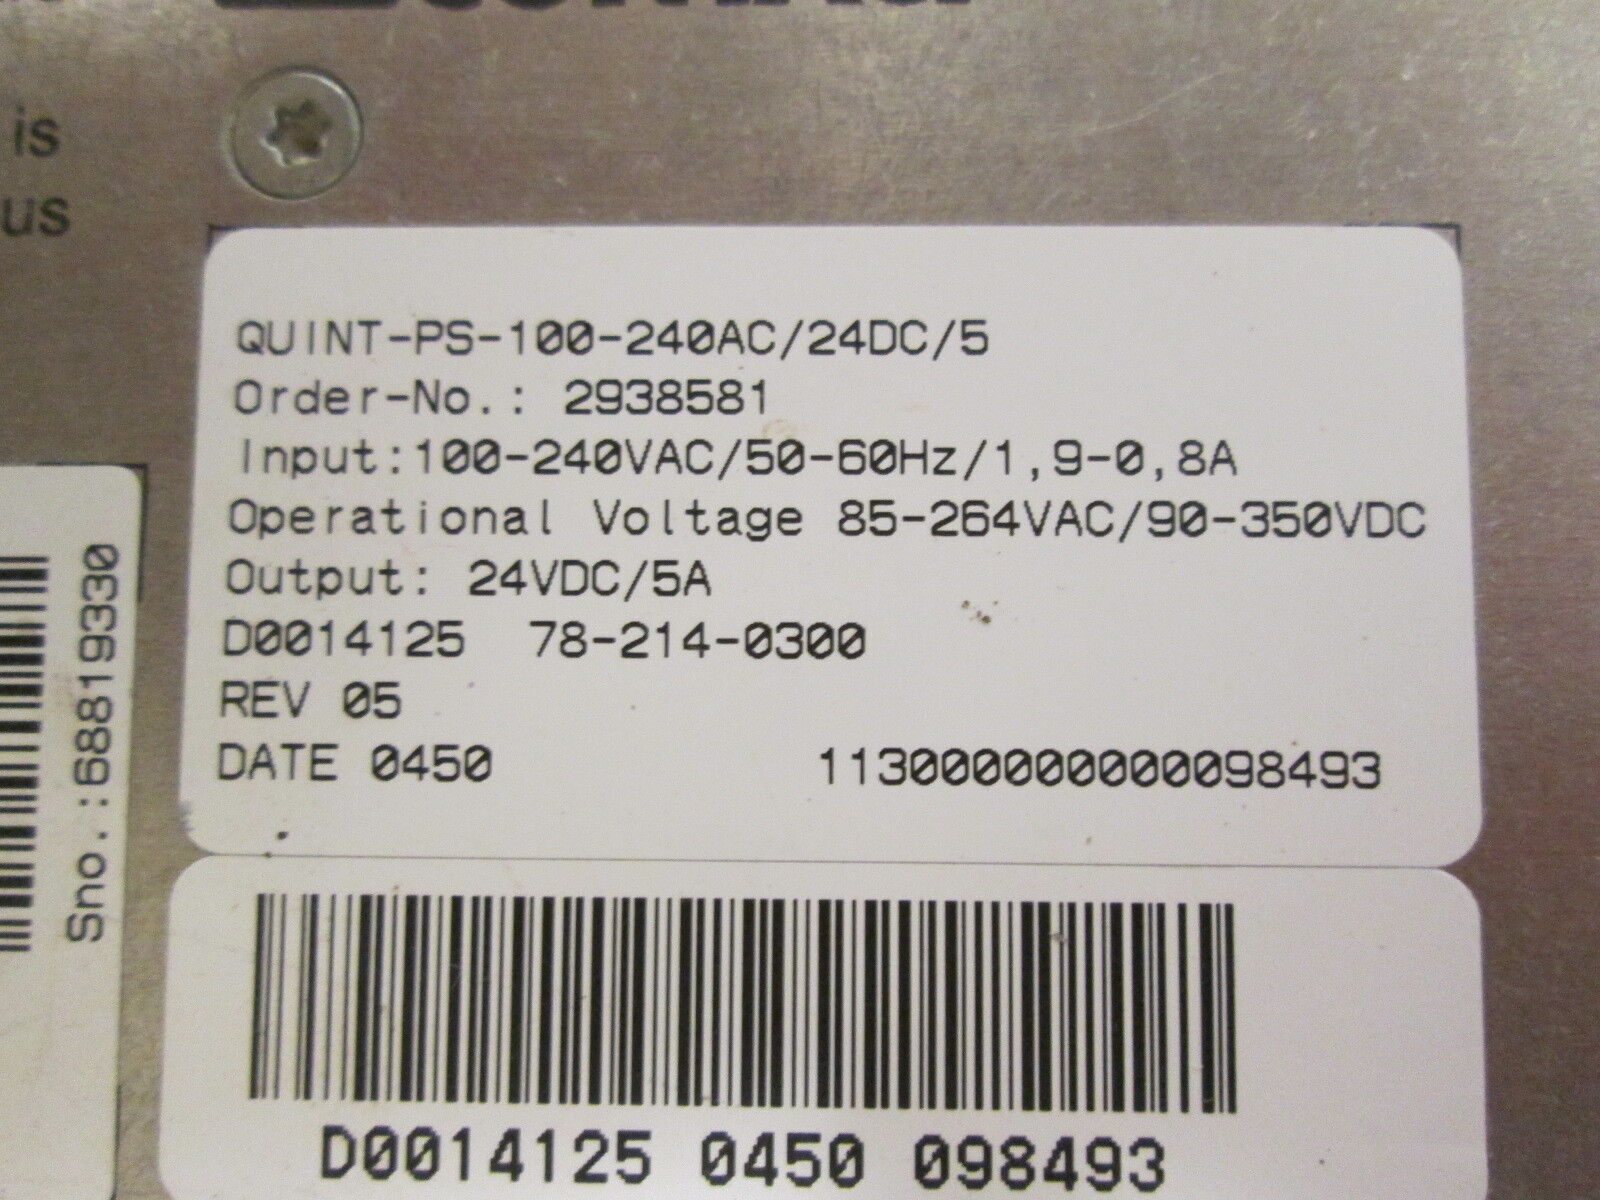 is
us
QUINT-PS-100-240AC/24DC/5
Order-No.: 2938581
Input:100-240VAC/50-60Hz/1,9-0,8A
Operational Voltage 85-264VAC/90-350VDC
Output: 24VDC/5A
D0014125 78-214-0300
REV 05
DATE 0450 1130000000000098493
Sno.:68819330
D0014125 0450 098493